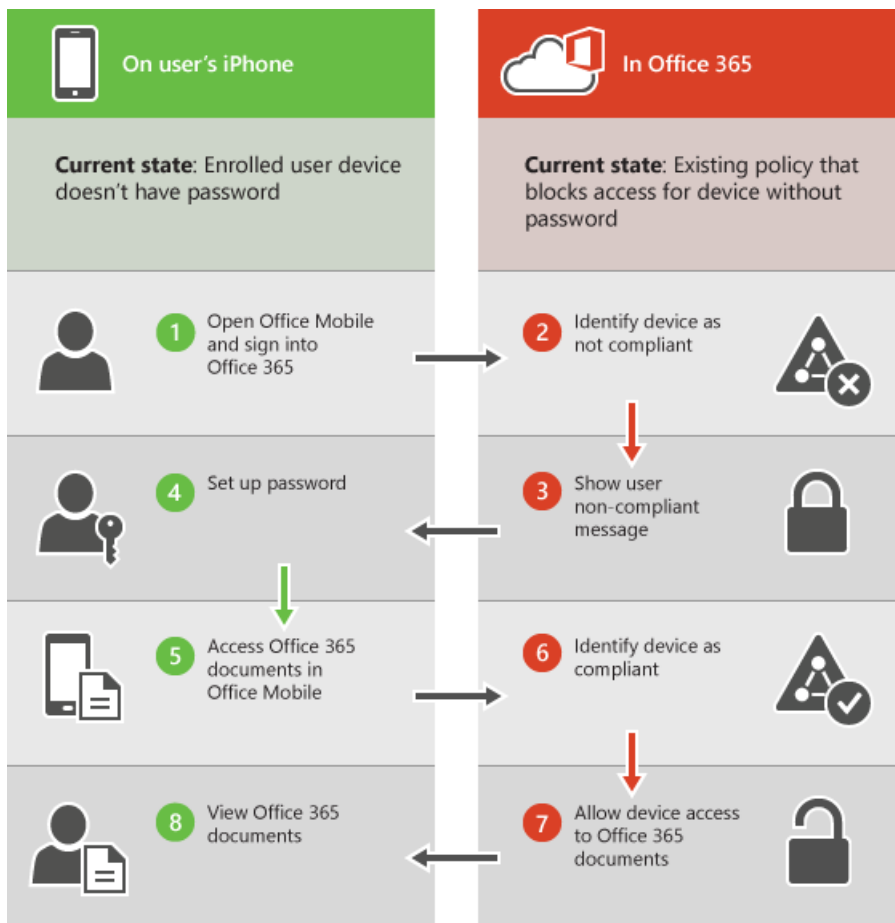 On user's iPhone
In Office 365
Current state: Enrolled user device
doesn't have password
Current state: Existing policy that
blocks access for device without
password
1
Open Office Mobile
and sign into
Office 365
2
Identify device as
not compliant
3
Show user
non-compliant
message
4
Set up password
5
Access Office 365
documents in
Office Mobile
6
Identify device as
compliant
7
Allow device access
to Office 365
documents
8
View Office 365
documents